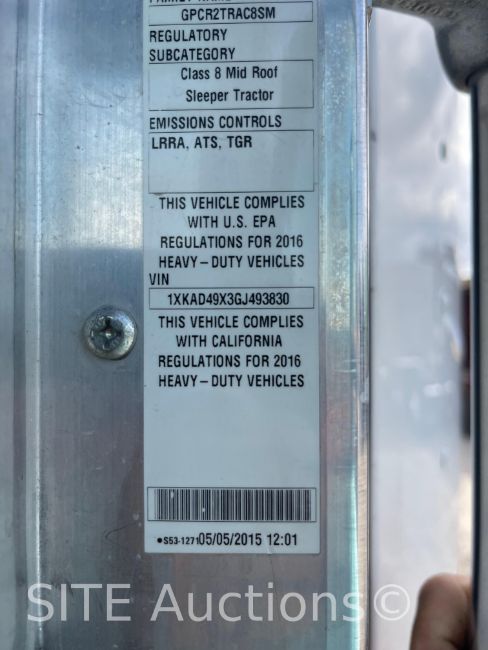 GPCR2TRAC8SM
REGULATORY
SUBCATEGORY
Class 8 Mid Roof
Sleeper Tractor
EMISSIONS CONTROLS
LRRA, ATS, TGR
THIS VEHICLE COMPLIES
WITH U.S. EPA
REGULATIONS FOR 2016
HEAVY-DUTY VEHICLES
VIN
1XKAD49X3GJ493830
THIS VEHICLE COMPLIES
WITH CALIFORNIA
REGULATIONS FOR 2016
HEAVY-DUTY VEHICLES
•S53-1271 05/05/2015 12:01
SITE Auctions©